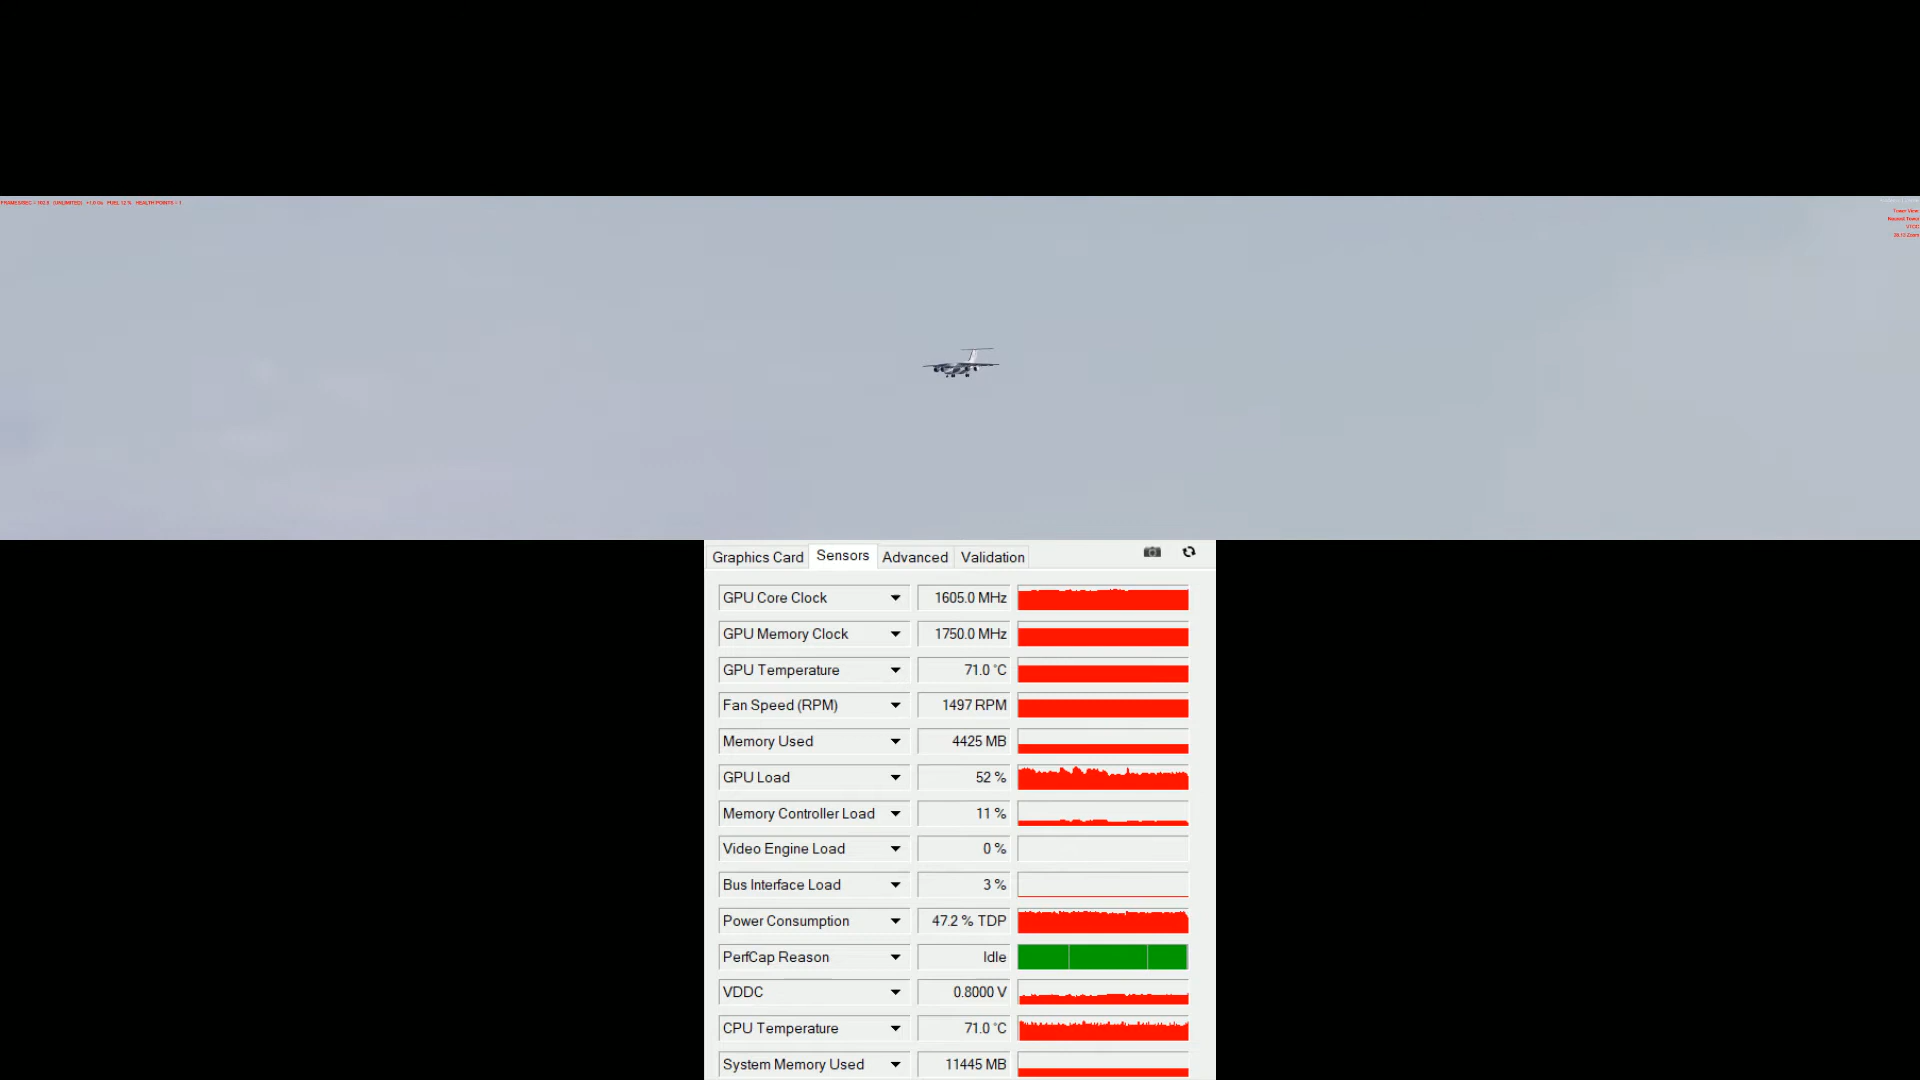 Tower View
VTCC
Graphics Card Sensors Advanced Validation
GPU Core Clock 1605.0 MHz
GPU Memory Clock 1750.0 MHz
GPU Temperature 71.0 °C
Fan Speed (RPM) 1497 RPM
Memory Used 4425 MB
GPU Load 52 %
Memory Controller Load 11 %
Video Engine Load 0 %
Bus Interface Load 3 %
Power Consumption 47.2 % TDP
PerfCap Reason Idle
VDDC 0.8000 V
CPU Temperature 71.0 °C
System Memory Used 11445 MB